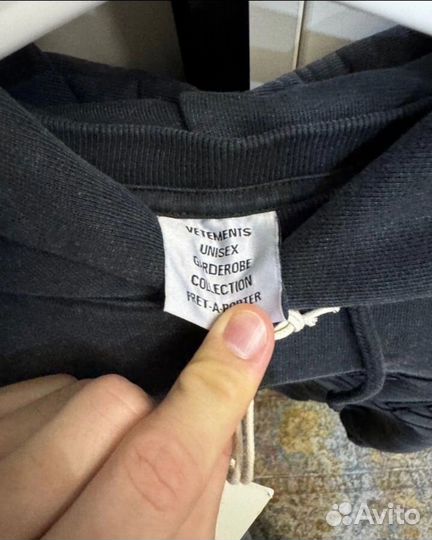 VETEMENTS
UNISEX
GARDEROBE
COLLECTION
PRET-A-PORTER
Avito